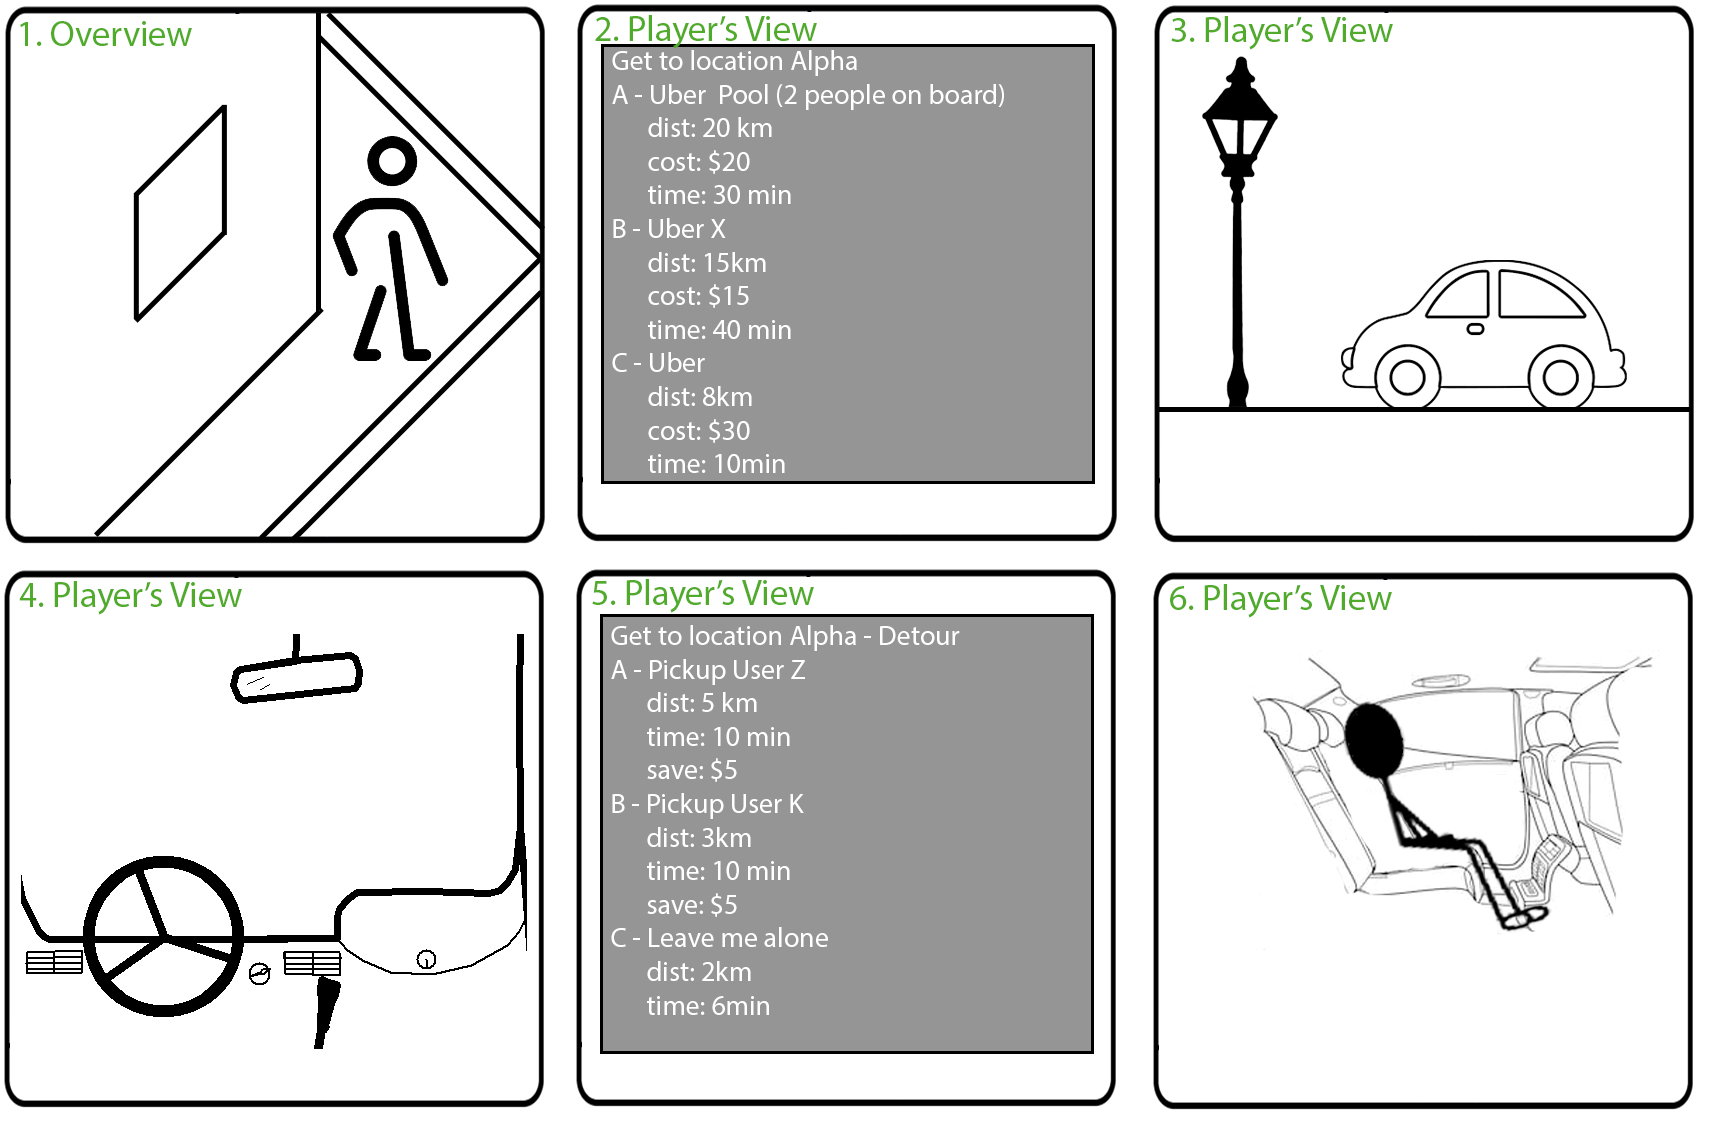 1. Overview
2. Player's View
Get to location Alpha
A - Uber Pool (2 people on board)
dist: 20 km
cost: $20
time: 30 min
B - Uber X
dist: 15km
cost: $15
time: 40 min
C - Uber
dist: 8km
cost: $30
time: 10min
3. Player's View
4. Player's View
5. Player's View
Get to location Alpha - Detour
A - Pickup User Z
dist: 5 km
time: 10 min
save: $5
B - Pickup User K
dist: 3km
time: 10 min
save: $5
C - Leave me alone
dist: 2km
time: 6min
6. Player's View